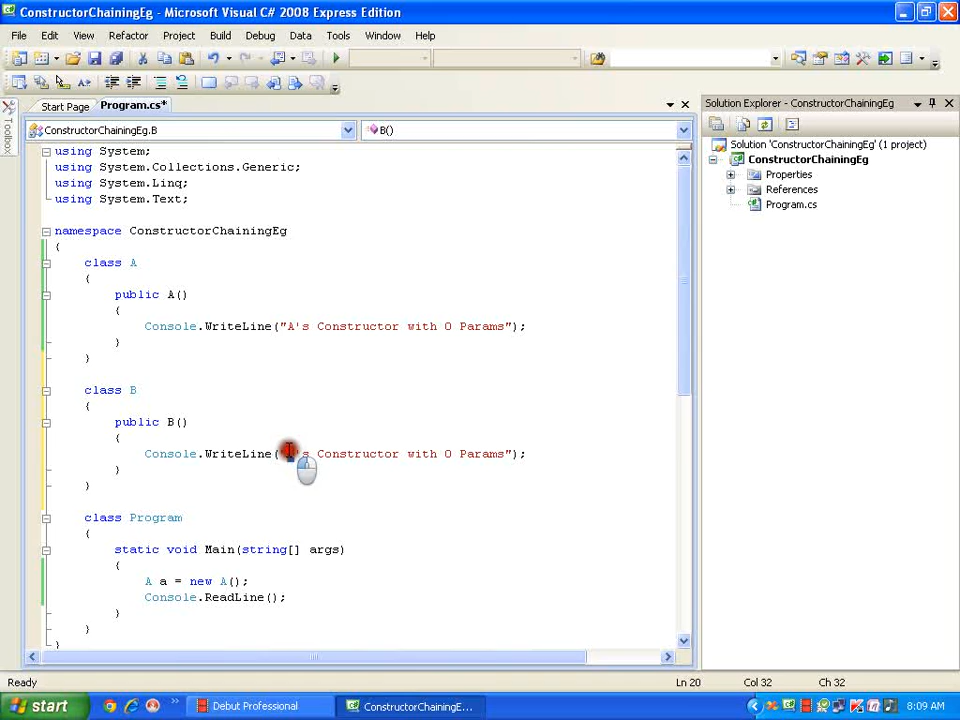 ConstructorChainingEg - Microsoft Visual C# 2008 Express Edition
File Edit View Refactor Project Build Debug Data Tools Window Help
Start Page Program.cs*
Solution Explorer - ConstructorChainingEg
Toolbox
ConstructorChainingEg.B B()
Solution 'ConstructorChainingEg' (1 project)
ConstructorChainingEg
Properties
References
Program.cs
using System;
using System.Collections.Generic;
using System.Linq;
using System.Text;
namespace ConstructorChainingEg
{
class A
{
public A()
{
Console.WriteLine("A's Constructor with O Params");
}
}
class B
{
public B()
{
Console.WriteLine( 's Constructor with O Params");
}
}
class Program
{
static void Main(string[] args)
{
A a = new A();
Console.ReadLine();
}
}
}
Ready Ln 20 Col 32 Ch 32
start Debut Professional ConstructorChainingE... 8:09 AM